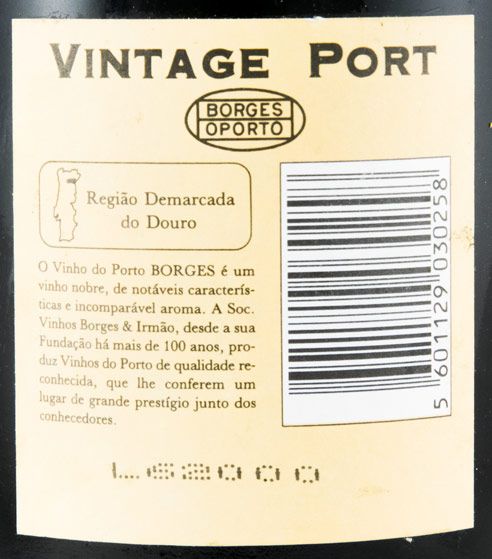 VINTAGE PORT
BORGES
OPORTO
Região Demarcada
do Douro
O Vinho do Porto BORGES é um
vinho nobre, de notáveis caracterís-
ticas e incomparável aroma. A Soc.
Vinhos Borges & Irmão, desde a sua
Fundação há mais de 100 anos, pro-
duz Vinhos do Porto de qualidade re-
conhecida, que lhe conferem um
lugar de grande prestígio junto dos
conhecedores.
5 601129 030258